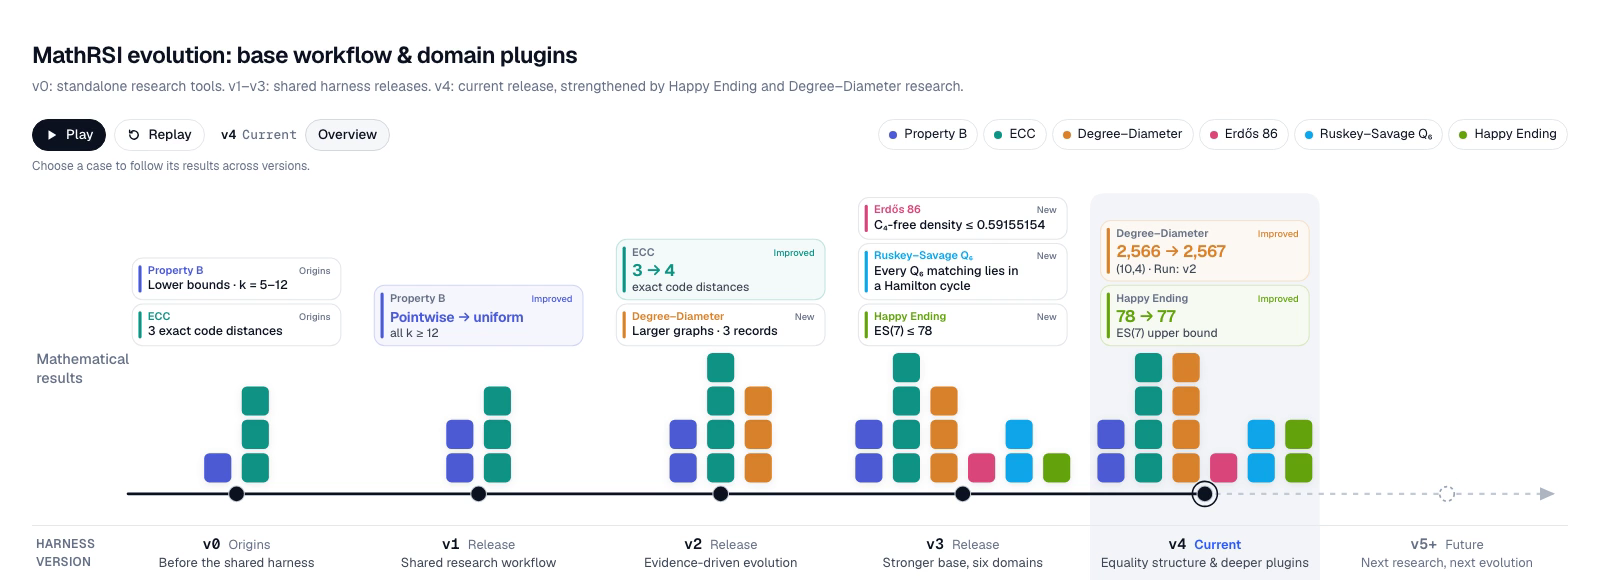 MathRSI evolution: base workflow & domain plugins
v0: standalone research tools. v1–v3: shared harness releases. v4: current release, strengthened by Happy Ending and Degree–Diameter research.
Play
Replay
v4 Current
Overview
Property B
ECC
Degree–Diameter
Erdős 86
Ruskey–Savage Q₆
Happy Ending
Choose a case to follow its results across versions.
Property B Origins
Lower bounds · k = 5–12
ECC Origins
3 exact code distances
Property B Improved
Pointwise → uniform
all k ≥ 12
ECC Improved
3 → 4
exact code distances
Degree–Diameter New
Larger graphs · 3 records
Erdős 86 New
C₄-free density ≤ 0.59155154
Ruskey–Savage Q₆ New
Every Q₆ matching lies in
a Hamilton cycle
Happy Ending New
ES(7) ≤ 78
Degree–Diameter Improved
2,566 → 2,567
(10,4) · Run: v2
Happy Ending Improved
78 → 77
ES(7) upper bound
Mathematical
results
HARNESS
VERSION
v0 Origins
Before the shared harness
v1 Release
Shared research workflow
v2 Release
Evidence-driven evolution
v3 Release
Stronger base, six domains
v4 Current
Equality structure & deeper plugins
v5+ Future
Next research, next evolution